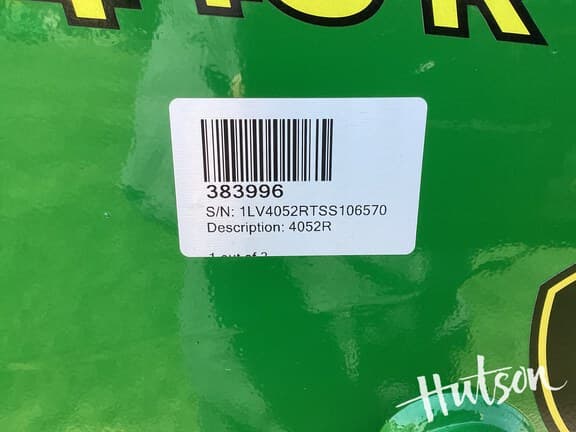 383996
S/N: 1LV4052RTSS106570
Description: 4052R
Hutson